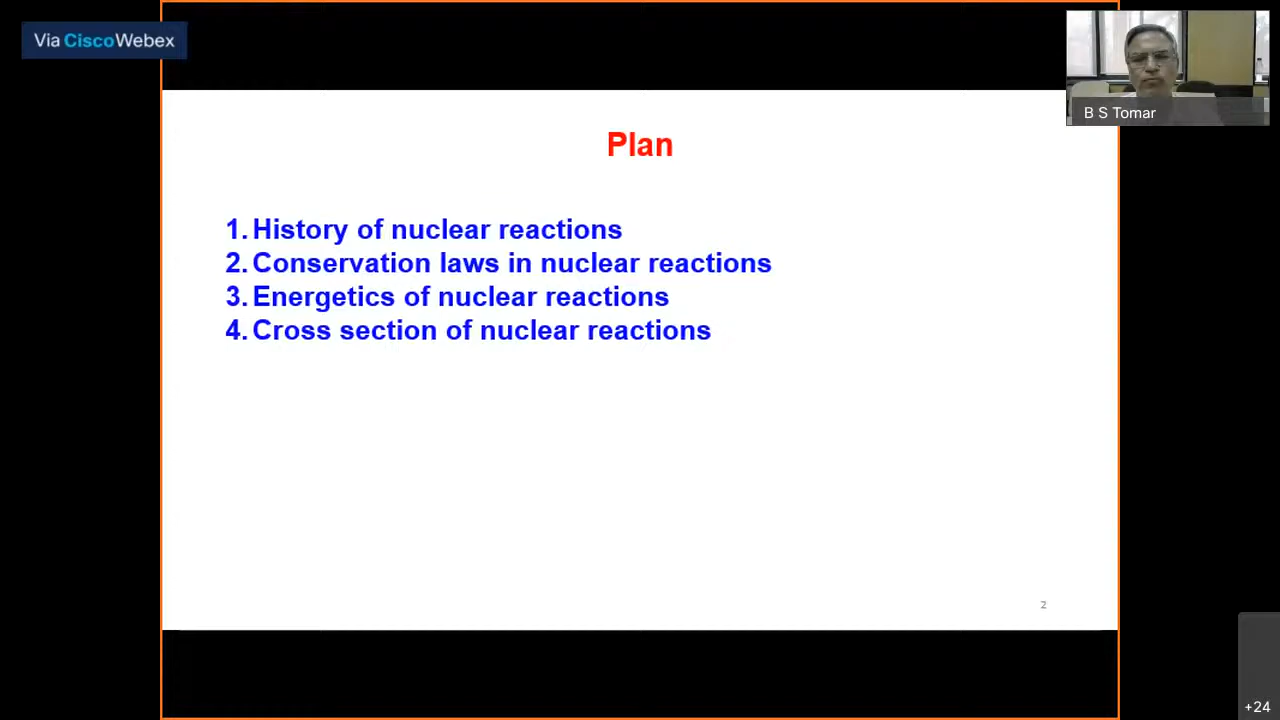 Via CiscoWebex
B S Tomar
Plan
1. History of nuclear reactions
2. Conservation laws in nuclear reactions
3. Energetics of nuclear reactions
4. Cross section of nuclear reactions
2
+24